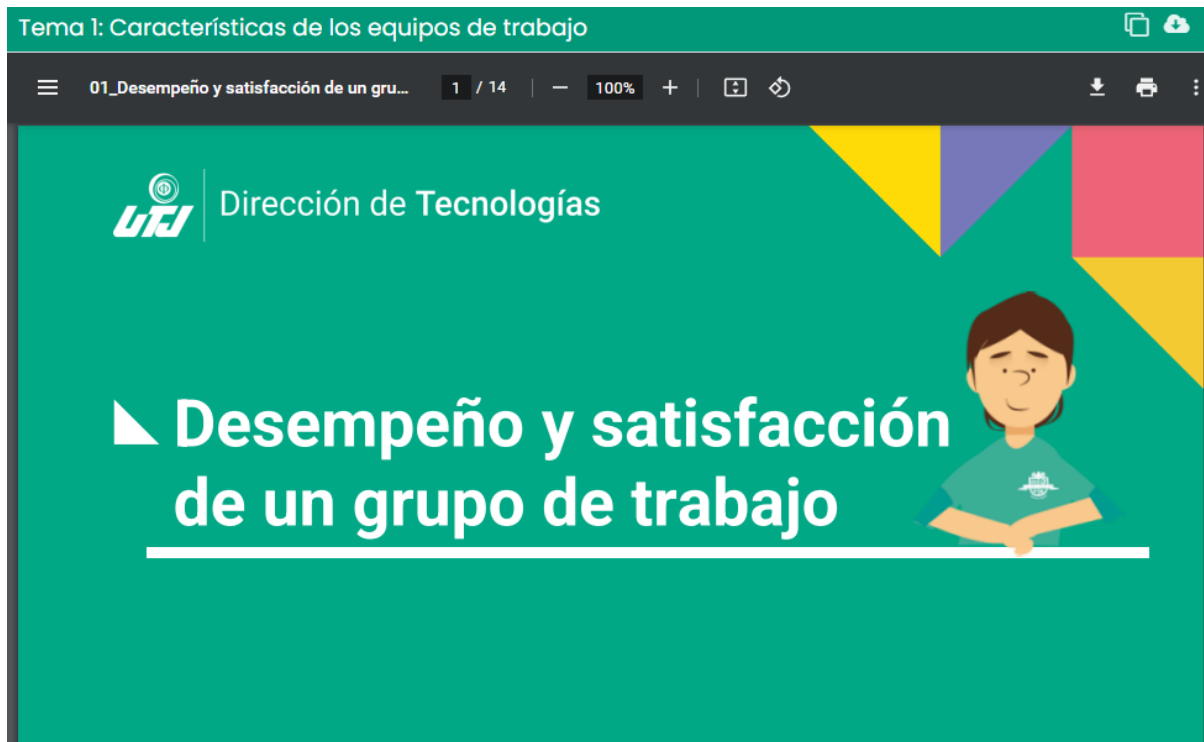 Tema 1: Características de los equipos de trabajo
01_Desempeño y satisfacción de un gru... 1 / 14 100%
UTJ Dirección de Tecnologías
Desempeño y satisfacción
de un grupo de trabajo